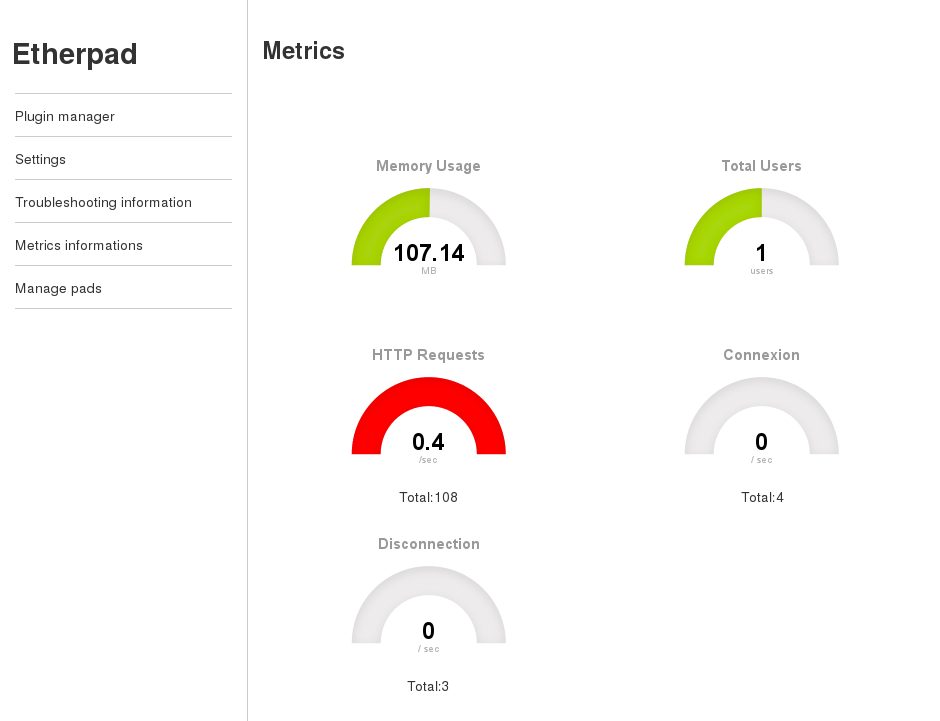 Etherpad
Plugin manager
Settings
Troubleshooting information
Metrics informations
Manage pads
Metrics
Memory Usage
107.14
MB
Total Users
1
users
HTTP Requests
0.4
/sec
Total:108
Connexion
0
/ sec
Total:4
Disconnection
0
/ sec
Total:3